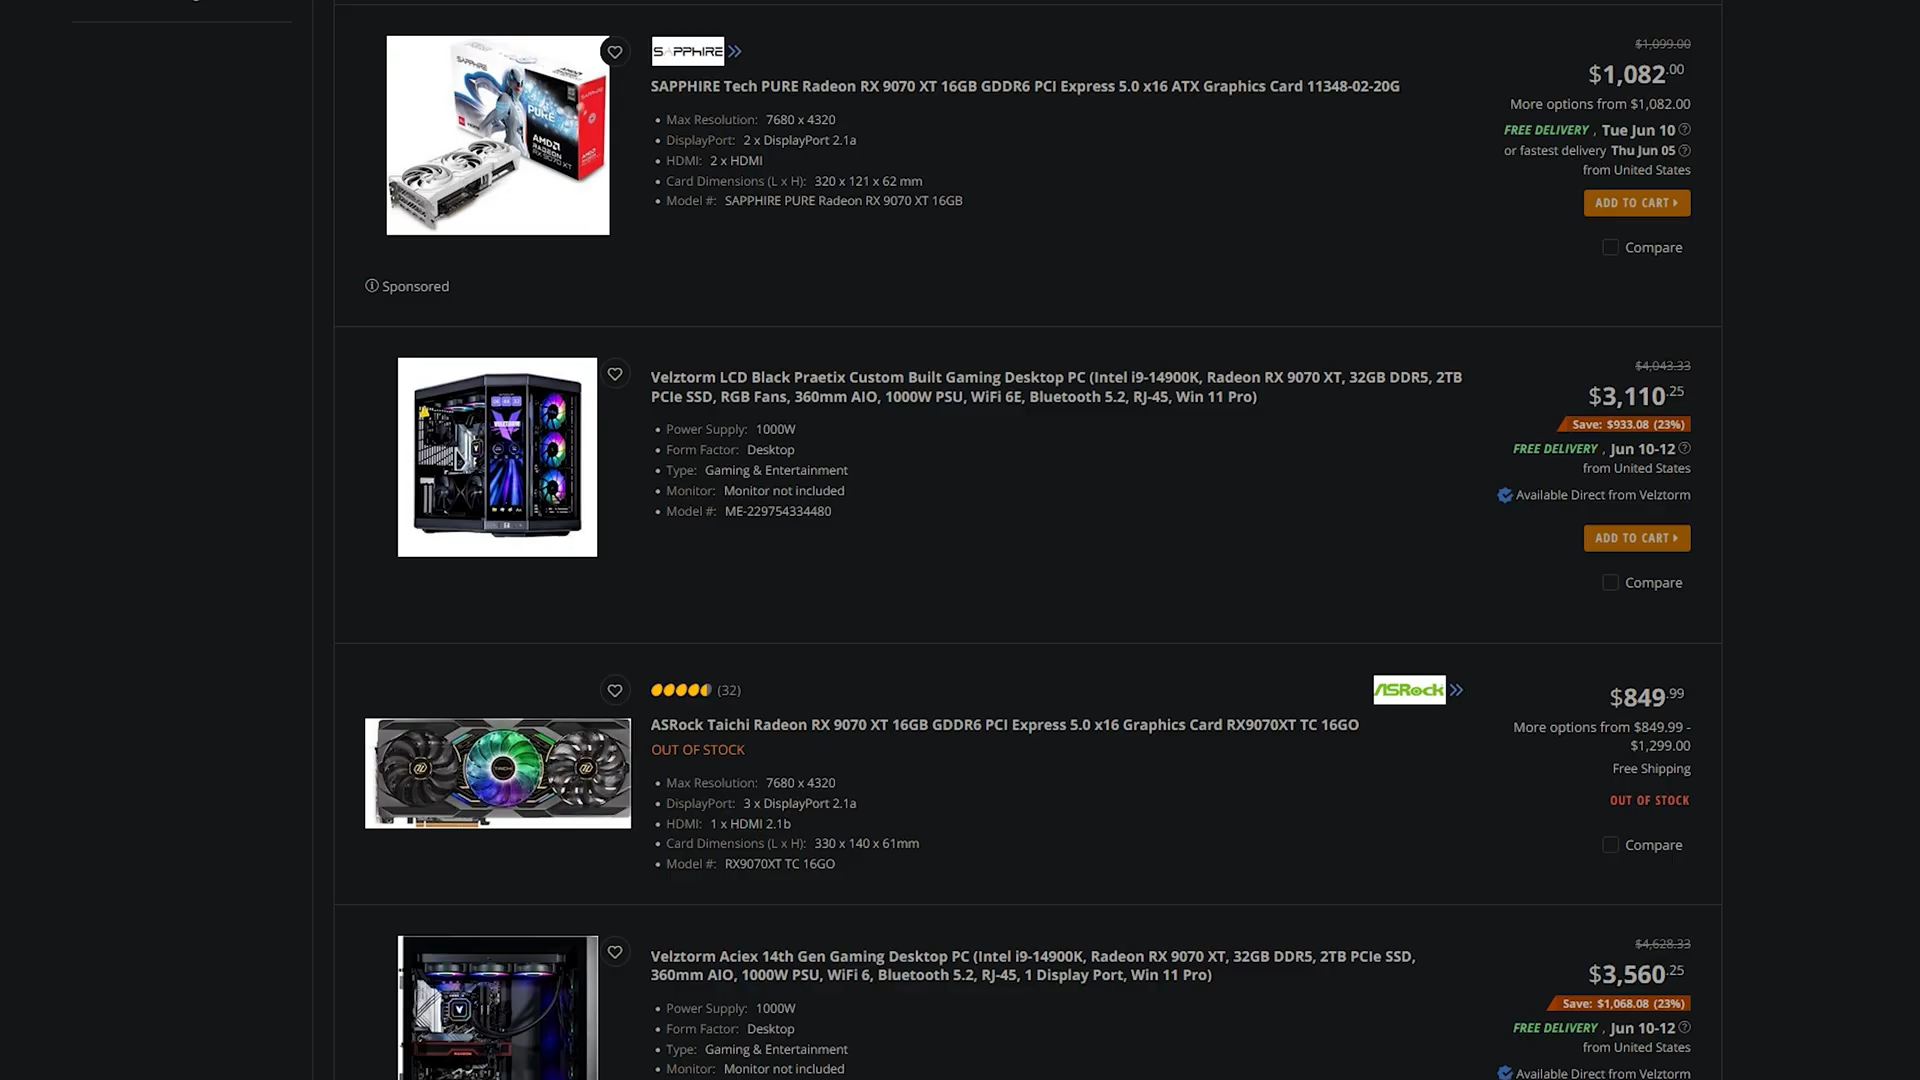 SAPPHIRE
SAPPHIRE
PURE
AMD
RADEON
RX 9070 XT
SAPPHIRE Tech PURE Radeon RX 9070 XT 16GB GDDR6 PCI Express 5.0 x16 ATX Graphics Card 11348-02-20G
Max Resolution: 7680 x 4320
DisplayPort: 2 x DisplayPort 2.1a
HDMI: 2 x HDMI
Card Dimensions (L x H): 320 x 121 x 62 mm
Model #: SAPPHIRE PURE Radeon RX 9070 XT 16GB
$1,099.00
$1,082.00
More options from $1,082.00
FREE DELIVERY, Tue Jun 10
or fastest delivery Thu Jun 05
from United States
ADD TO CART
Compare
Sponsored
Velztorm LCD Black Praetix Custom Built Gaming Desktop PC (Intel i9-14900K, Radeon RX 9070 XT, 32GB DDR5, 2TB
PCIe SSD, RGB Fans, 360mm AIO, 1000W PSU, WiFi 6E, Bluetooth 5.2, RJ-45, Win 11 Pro)
Power Supply: 1000W
Form Factor: Desktop
Type: Gaming & Entertainment
Monitor: Monitor not included
Model #: ME-229754334480
$4,043.33
$3,110.25
Save: $933.08 (23%)
FREE DELIVERY, Jun 10-12
from United States
Available Direct from Velztorm
ADD TO CART
Compare
(32)
ASRock
ASRock Taichi Radeon RX 9070 XT 16GB GDDR6 PCI Express 5.0 x16 Graphics Card RX9070XT TC 16GO
OUT OF STOCK
Max Resolution: 7680 x 4320
DisplayPort: 3 x DisplayPort 2.1a
HDMI: 1 x HDMI 2.1b
Card Dimensions (L x H): 330 x 140 x 61mm
Model #: RX9070XT TC 16GO
$849.99
More options from $849.99 -
$1,299.00
Free Shipping
OUT OF STOCK
Compare
Velztorm Aciex 14th Gen Gaming Desktop PC (Intel i9-14900K, Radeon RX 9070 XT, 32GB DDR5, 2TB PCIe SSD,
360mm AIO, 1000W PSU, WiFi 6, Bluetooth 5.2, RJ-45, 1 Display Port, Win 11 Pro)
Power Supply: 1000W
Form Factor: Desktop
Type: Gaming & Entertainment
Monitor: Monitor not included
$4,628.33
$3,560.25
Save: $1,068.08 (23%)
FREE DELIVERY, Jun 10-12
from United States
Available Direct from Velztorm